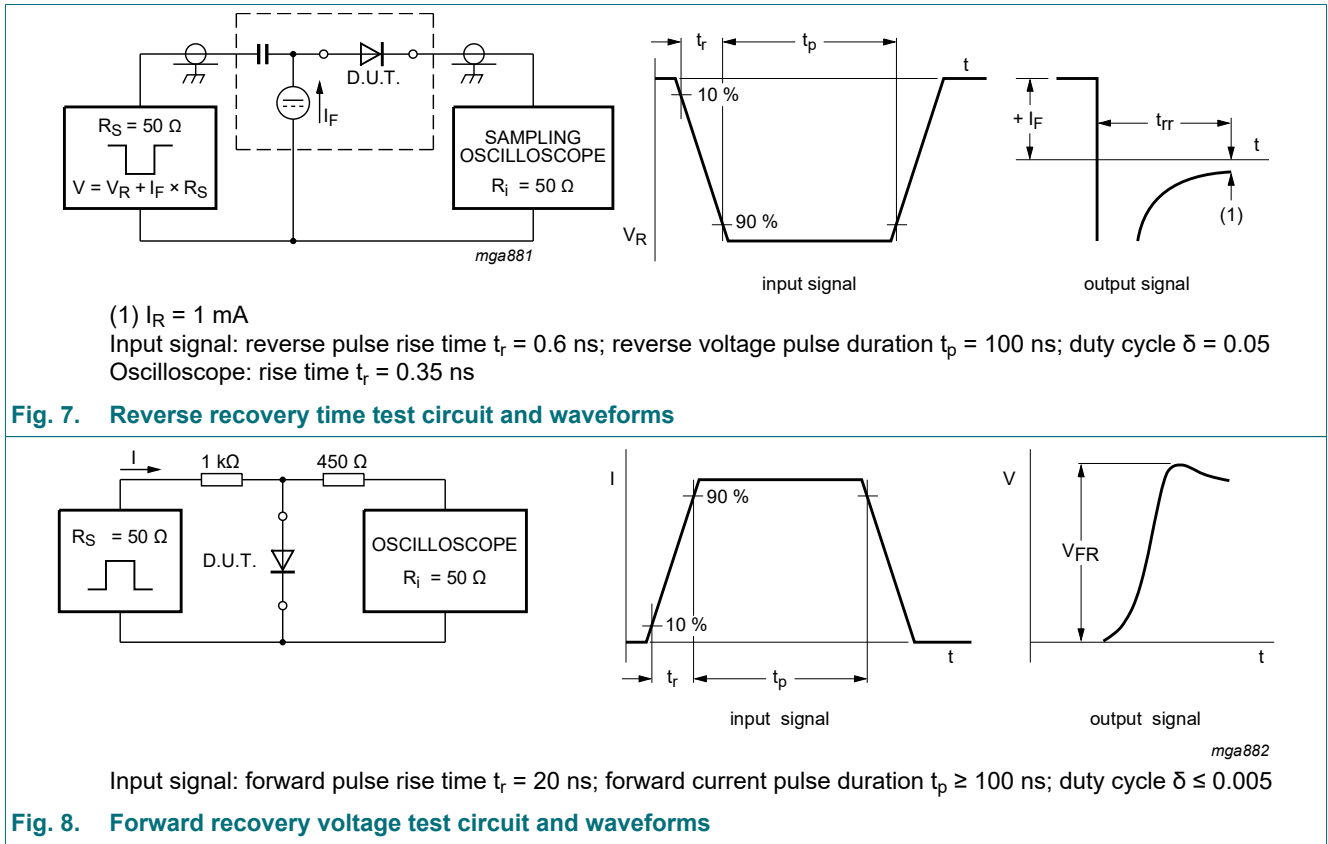 D.U.T.
I_F
R_S = 50 Ω
V = V_R + I_F × R_S
SAMPLING
OSCILLOSCOPE
R_i = 50 Ω
mga881
t_r
t_p
t
10 %
90 %
V_R
input signal
+ I_F
t_rr
t
(1)
output signal
(1) I_R = 1 mA
Input signal: reverse pulse rise time t_r = 0.6 ns; reverse voltage pulse duration t_p = 100 ns; duty cycle δ = 0.05
Oscilloscope: rise time t_r = 0.35 ns
Fig. 7. Reverse recovery time test circuit and waveforms
I
1 kΩ
450 Ω
R_S = 50 Ω
D.U.T.
OSCILLOSCOPE
R_i = 50 Ω
I
90 %
10 %
t
t_r
t_p
input signal
V
V_FR
t
output signal
mga882
Input signal: forward pulse rise time t_r = 20 ns; forward current pulse duration t_p ≥ 100 ns; duty cycle δ ≤ 0.005
Fig. 8. Forward recovery voltage test circuit and waveforms